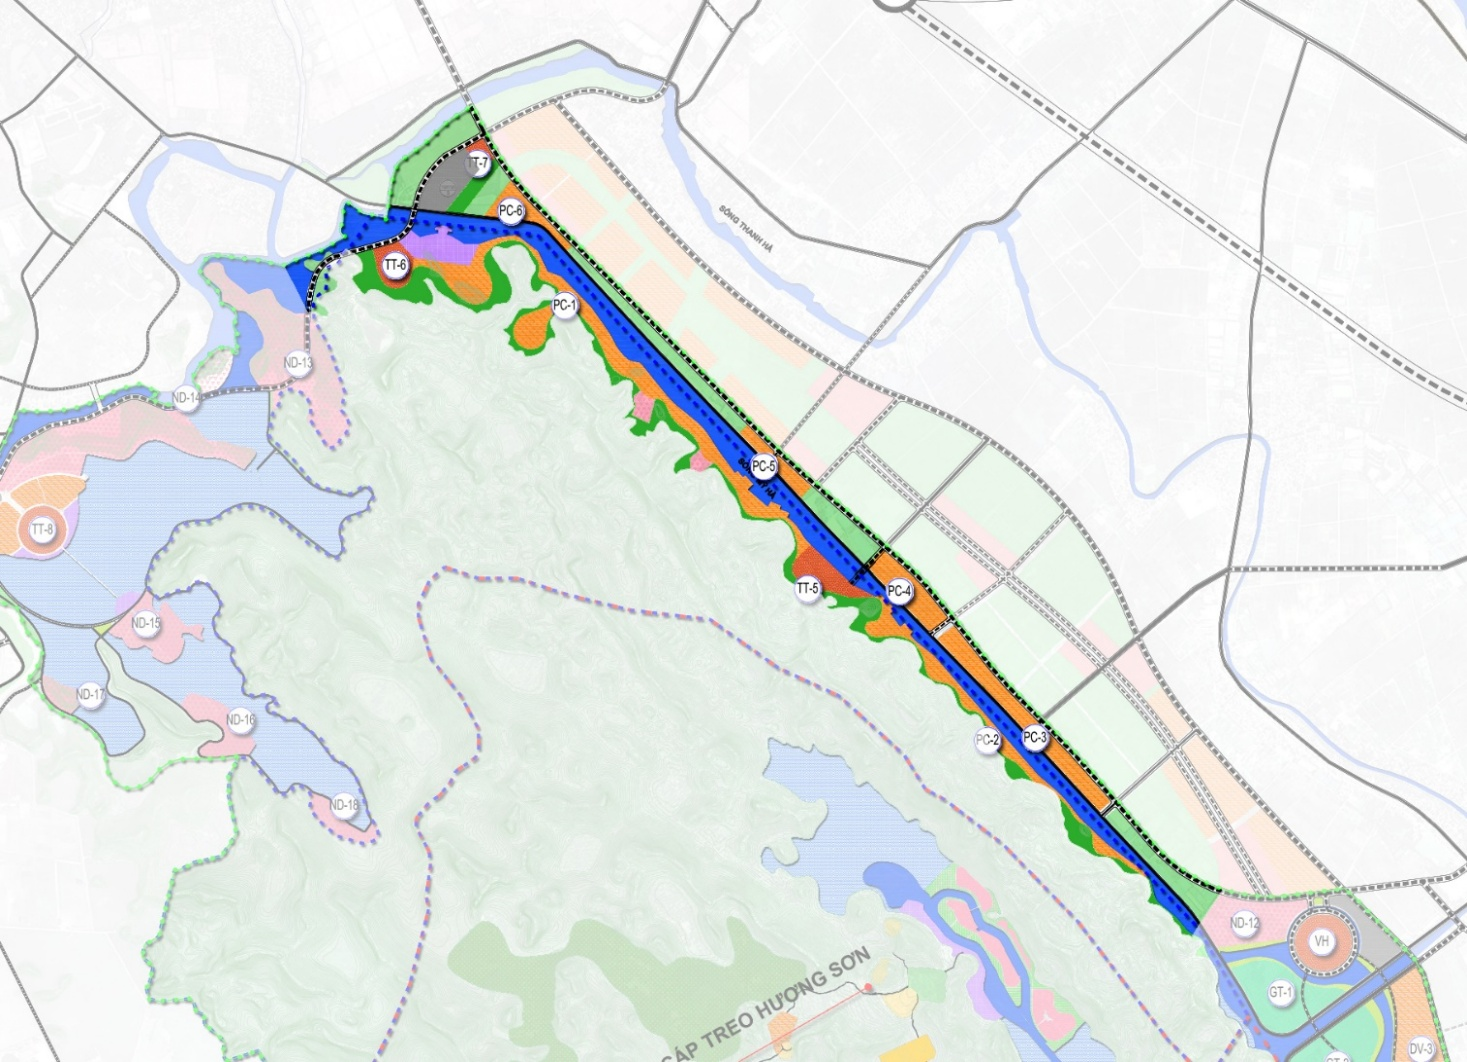 TT-7
PC-6
SÔNG THANH HÀ
TT-6
PC-1
ND-13
ND-14
PC-5
TT-8
TT-5
PC-4
ND-15
ND-17
ND-16
PC-2
PC-3
ND-18
ND-12
VH
CÁP TREO HƯƠNG SƠN
GT-1
DV-3